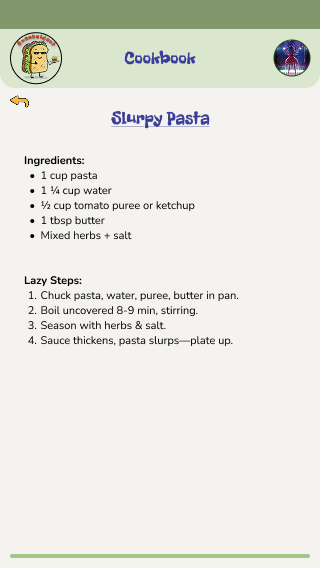 Cookbook
Slurpy Pasta
Ingredients:
• 1 cup pasta
• 1 ¼ cup water
• ½ cup tomato puree or ketchup
• 1 tbsp butter
• Mixed herbs + salt
Lazy Steps:
1. Chuck pasta, water, puree, butter in pan.
2. Boil uncovered 8-9 min, stirring.
3. Season with herbs & salt.
4. Sauce thickens, pasta slurps—plate up.